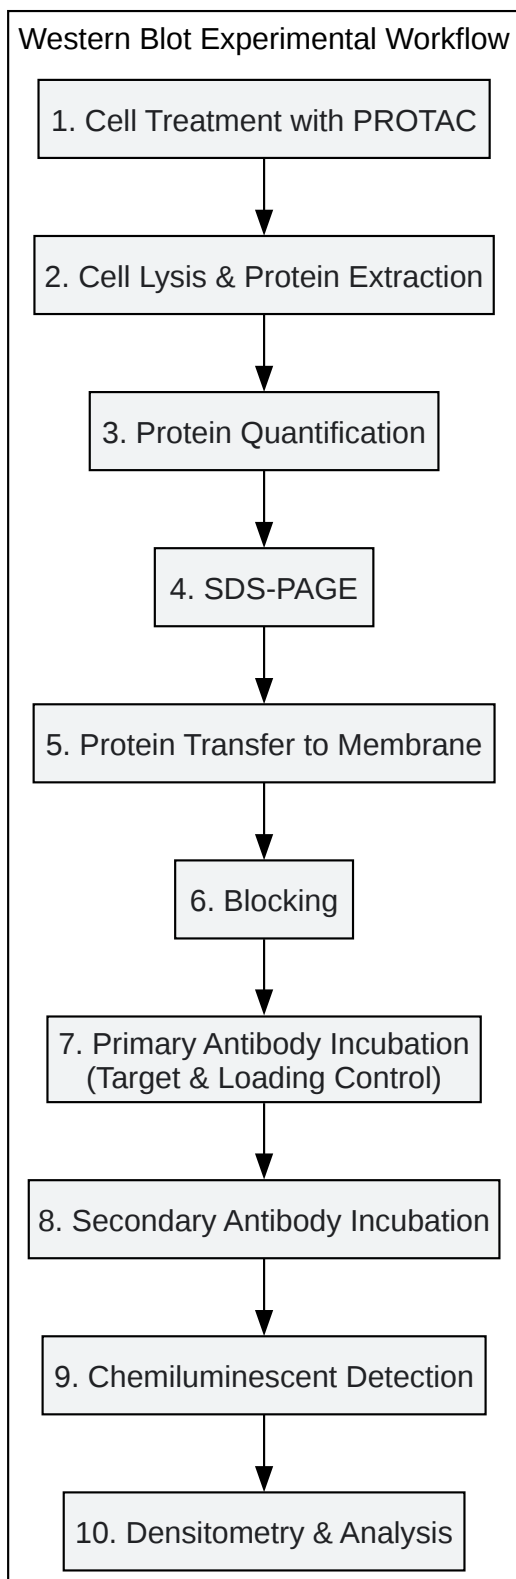 Western Blot Experimental Workflow
1. Cell Treatment with PROTAC
2. Cell Lysis & Protein Extraction
3. Protein Quantification
4. SDS-PAGE
5. Protein Transfer to Membrane
6. Blocking
7. Primary Antibody Incubation
(Target & Loading Control)
8. Secondary Antibody Incubation
9. Chemiluminescent Detection
10. Densitometry & Analysis